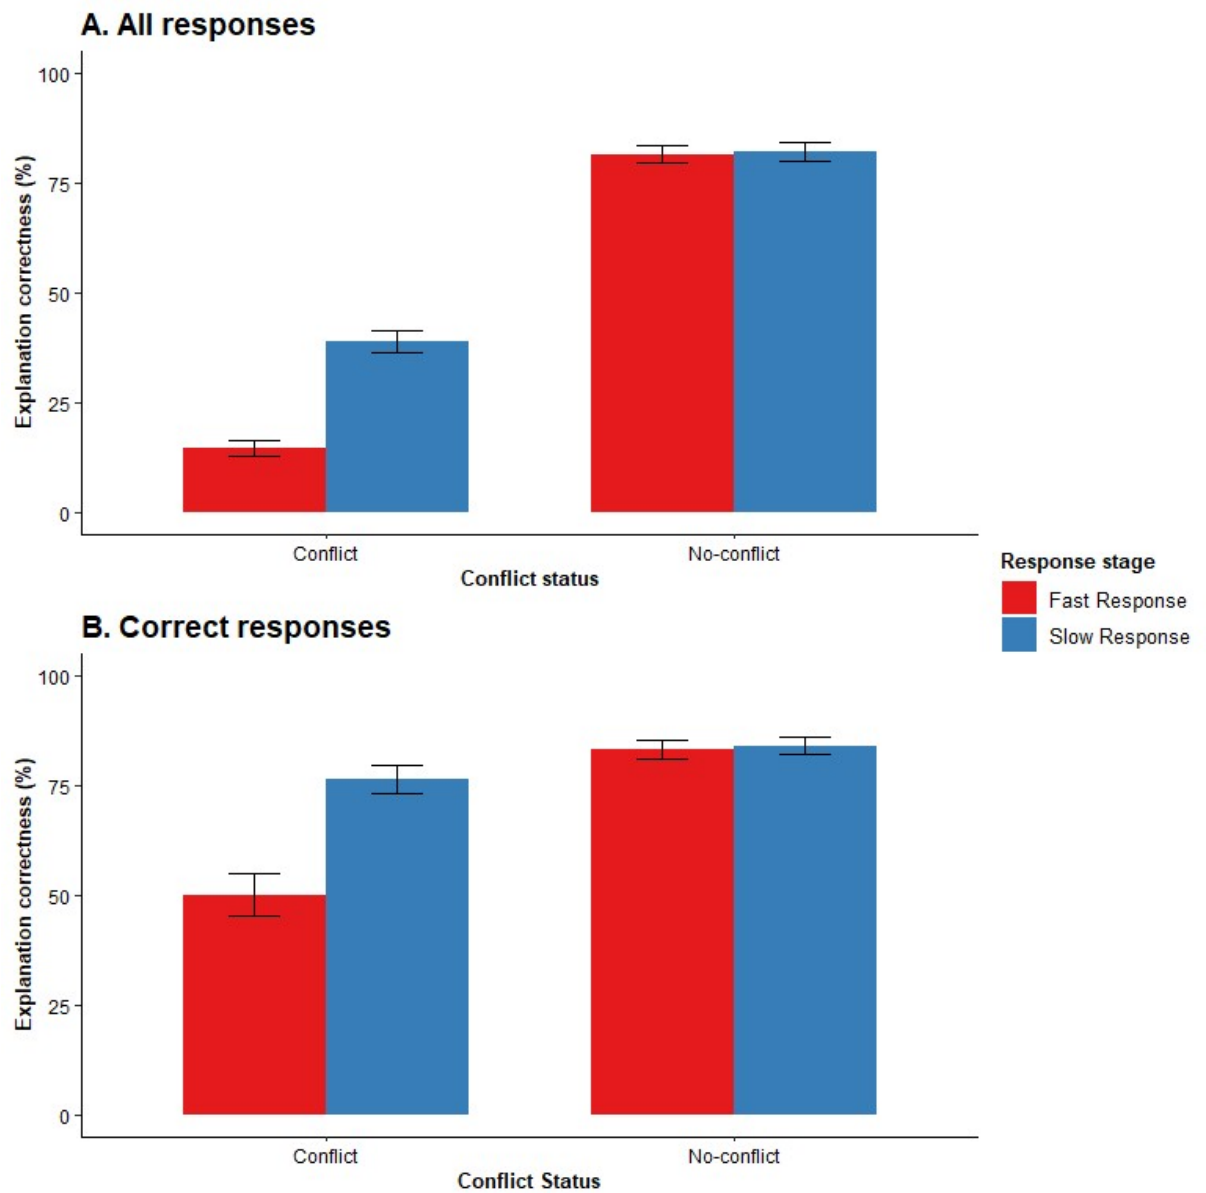 A. All responses
100
75
50
25
0
Explanation correctness (%)
Conflict
No-conflict
Conflict status
Response stage
Fast Response
Slow Response
B. Correct responses
100
75
50
25
0
Explanation correctness (%)
Conflict
No-conflict
Conflict Status